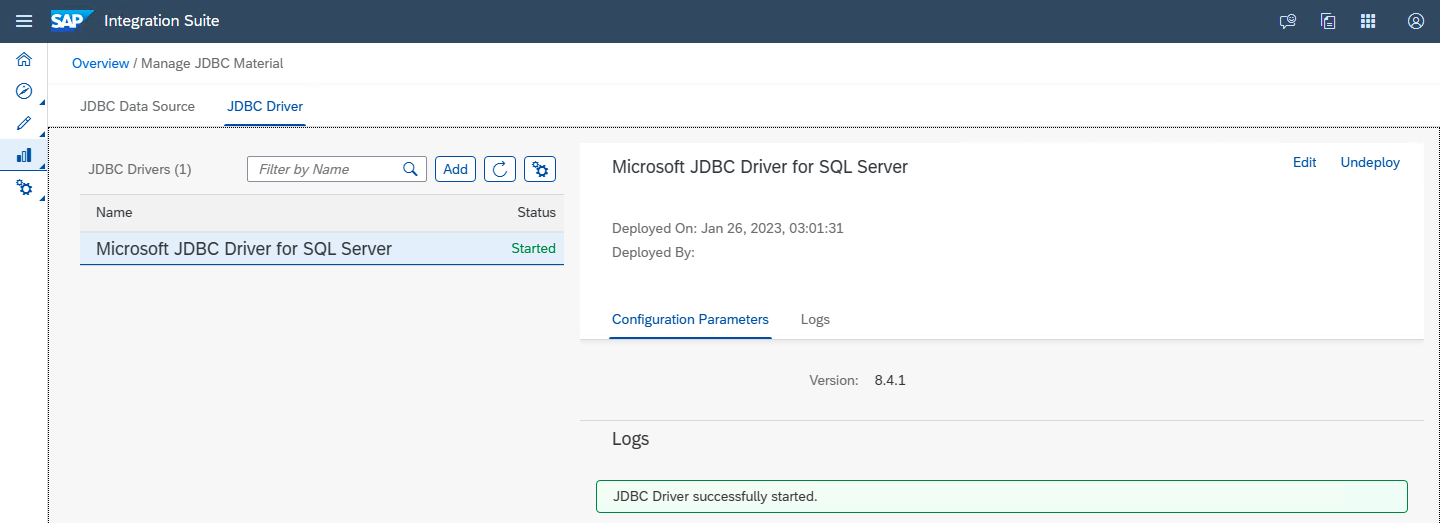 SAP Integration Suite
Overview / Manage JDBC Material
JDBC Data Source JDBC Driver
JDBC Drivers (1) Filter by Name Add
Name Status
Microsoft JDBC Driver for SQL Server Started
Microsoft JDBC Driver for SQL Server Edit Undeploy
Deployed On: Jan 26, 2023, 03:01:31
Deployed By:
Configuration Parameters Logs
Version: 8.4.1
Logs
JDBC Driver successfully started.